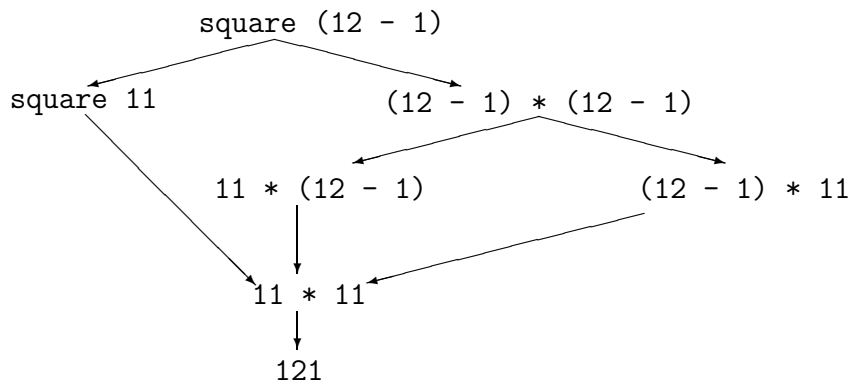 square (12 - 1)
square 11
(12 - 1) * (12 - 1)
11 * (12 - 1)
(12 - 1) * 11
11 * 11
121